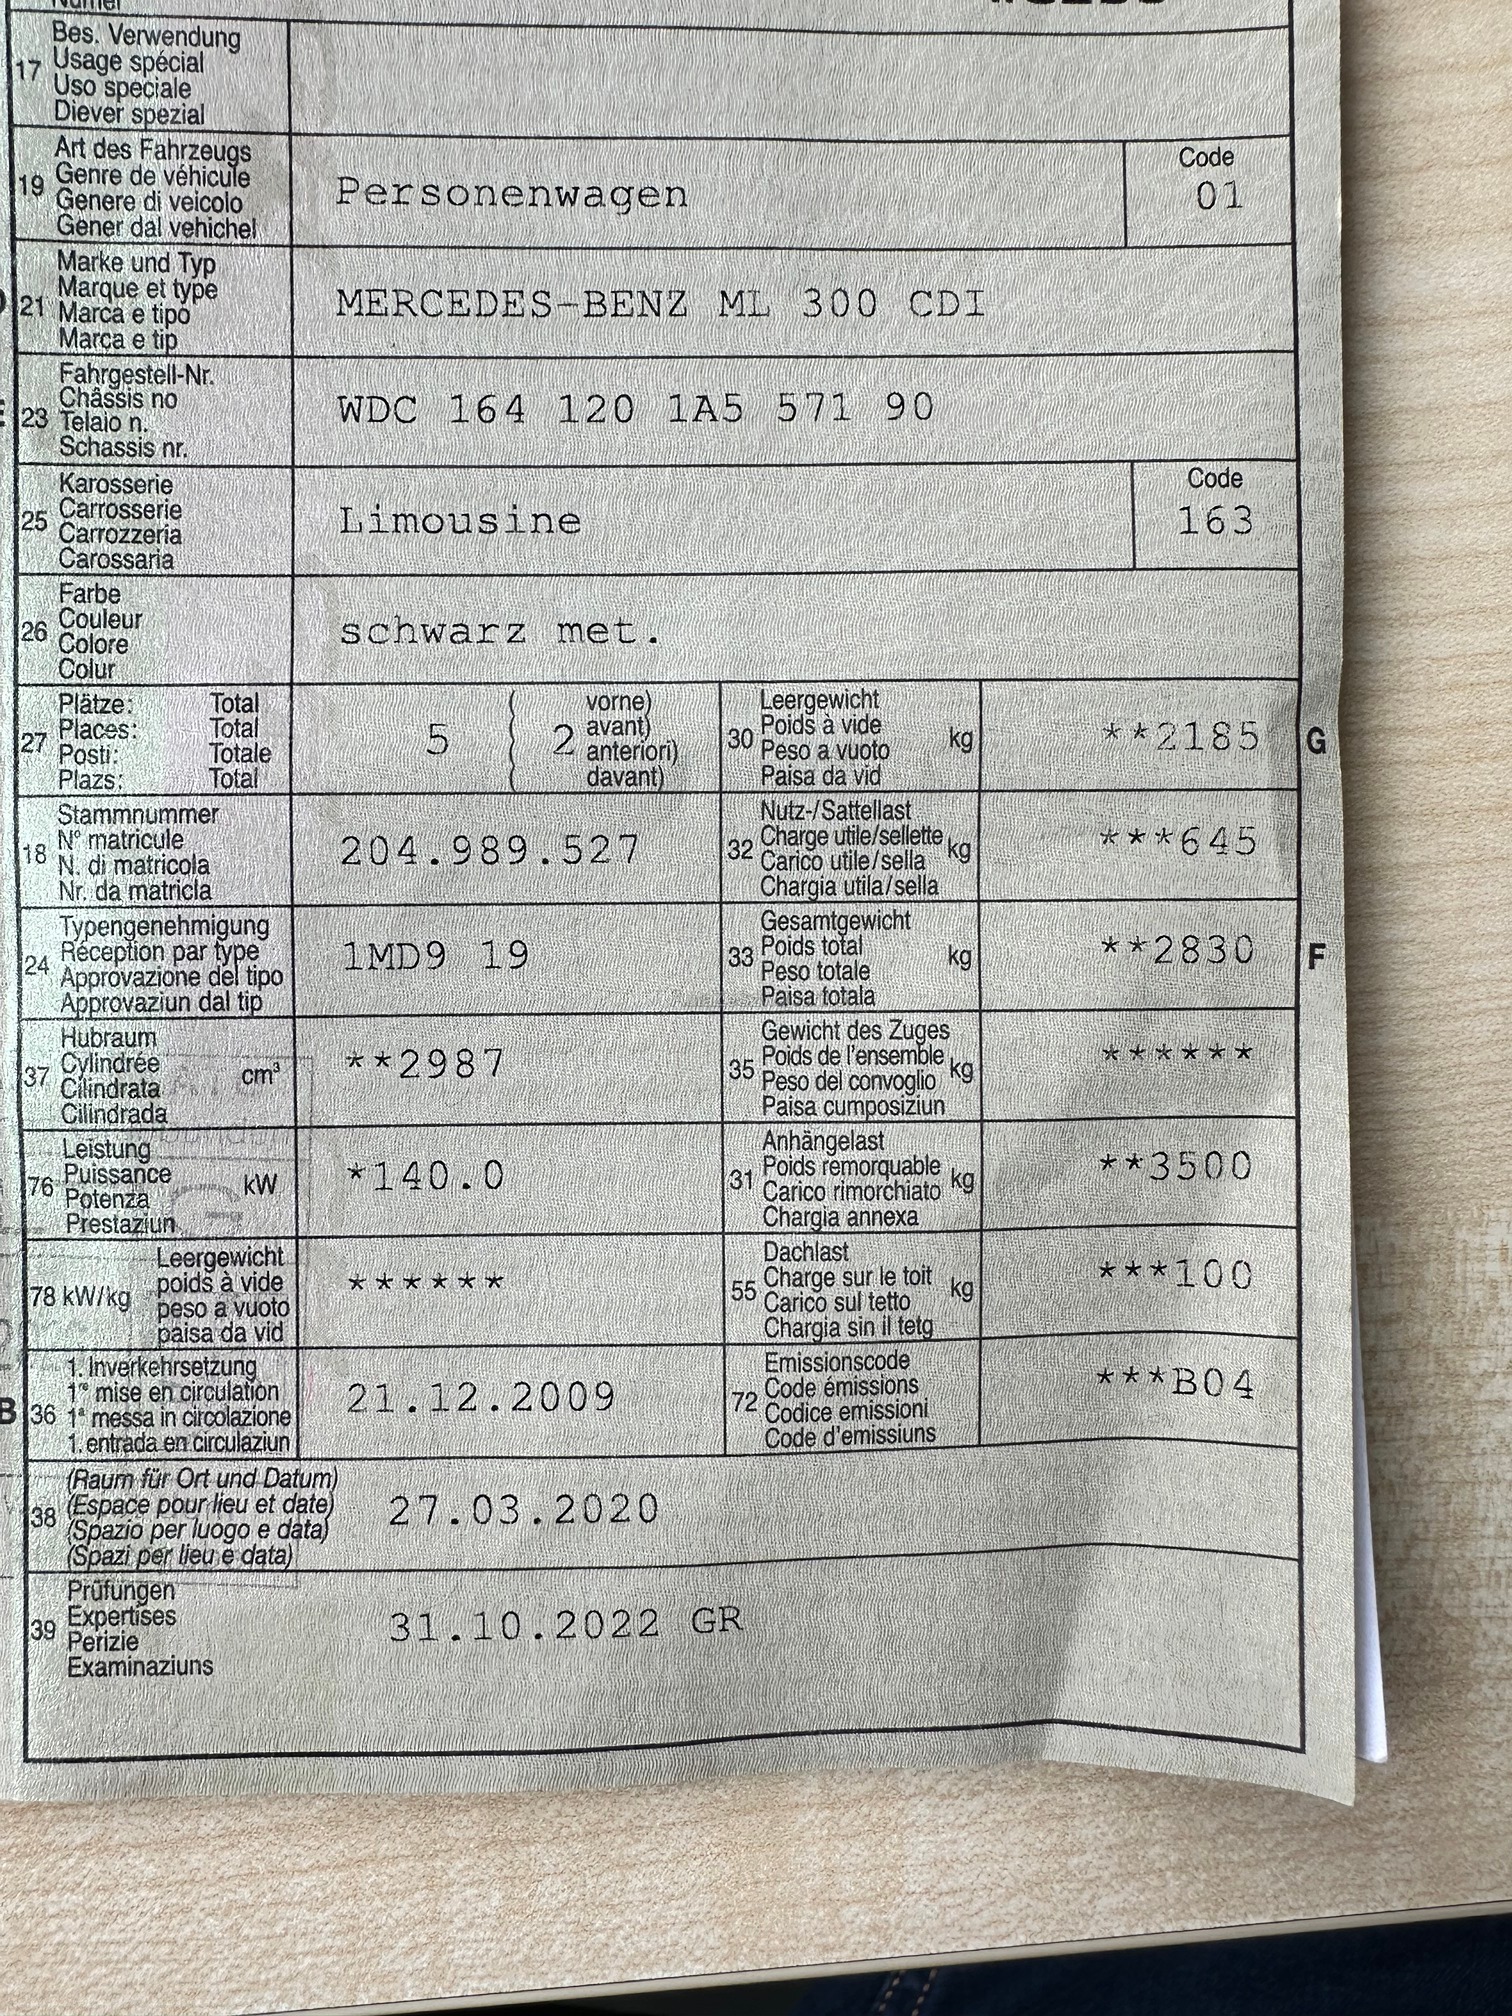 17 Bes. Verwendung
Usage spécial
Uso speciale
Diever spezial
19 Art des Fahrzeugs
Genre de véhicule
Genere di veicolo
Gener dal vehichel
Personenwagen
Code
01
21 Marke und Typ
Marque et type
Marca e tipo
Marca e tip
MERCEDES-BENZ ML 300 CDI
23 Fahrgestell-Nr.
Châssis no
Telaio n.
Schassis nr.
WDC 164 120 1A5 571 90
25 Karosserie
Carrosserie
Carrozzeria
Carossaria
Limousine
Code
163
26 Farbe
Couleur
Colore
Colur
schwarz met.
27 Plätze: Total
Places: Total
Posti: Totale
Plazs: Total
5
2
( vorne)
( avant)
( anteriori)
( davant)
30 Leergewicht
Poids à vide
Peso a vuoto
Paisa da vid
kg
**2185
G
18 Stammnummer
N° matricule
N. di matricola
Nr. da matricla
204.989.527
32 Nutz-/Sattellast
Charge utile/sellette
Carico utile/sella
Chargia utila/sella
kg
***645
24 Typengenehmigung
Réception par type
Approvazione del tipo
Approvaziun dal tip
1MD9 19
33 Gesamtgewicht
Poids total
Peso totale
Paisa totala
kg
**2830
F
37 Hubraum
Cylindrée
Cilindrata
Cilindrada
cm³
**2987
35 Gewicht des Zuges
Poids de l'ensemble
Peso del convoglio
Paisa cumposiziun
kg
******
76 Leistung
Puissance
Potenza
Prestaziun
kW
*140.0
31 Anhängelast
Poids remorquable
Carico rimorchiato
Chargia annexa
kg
**3500
78 kW/kg
Leergewicht
poids à vide
peso a vuoto
paisa da vid
******
55 Dachlast
Charge sur le toit
Carico sul tetto
Chargia sin il tetg
kg
***100
B
36 1. Inverkehrsetzung
1re mise en circulation
1a messa in circolazione
1. entrada en circulaziun
21.12.2009
72 Emissionscode
Code émissions
Codice emissioni
Code d'emissiuns
***B04
38 (Raum für Ort und Datum)
(Espace pour lieu et date)
(Spazio per luogo e data)
(Spazi per lieu e data)
27.03.2020
39 Prüfungen
Expertises
Perizie
Examinaziuns
31.10.2022 GR